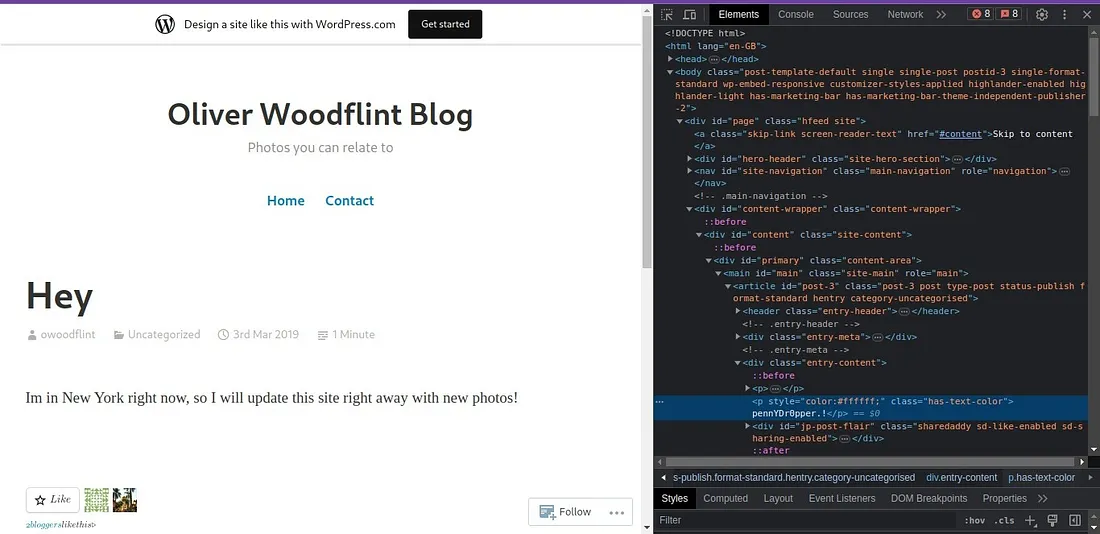 Design a site like this with WordPress.com Get started
Oliver Woodflint Blog
Photos you can relate to
Home Contact
Hey
owoodflint Uncategorized 3rd Mar 2019 1 Minute
Im in New York right now, so I will update this site right away with new photos!
Like
2bloggerslikethis
Follow
Elements Console Sources Network 8 8
<!DOCTYPE html>
<html lang="en-GB">
<head>…</head>
<body class="post-template-default single single-post postid-3 single-format-
standard wp-embed-responsive customizer-styles-applied highlander-enabled hig
hlander-light has-marketing-bar has-marketing-bar-theme-independent-publisher
-2">
<div id="page" class="hfeed site">
<a class="skip-link screen-reader-text" href="#content">Skip to content
</a>
<div id="hero-header" class="site-hero-section">…</div>
<nav id="site-navigation" class="main-navigation" role="navigation">…
</nav>
<!-- .main-navigation -->
<div id="content-wrapper" class="content-wrapper">
::before
<div id="content" class="site-content">
::before
<div id="primary" class="content-area">
<main id="main" class="site-main" role="main">
<article id="post-3" class="post-3 post type-post status-publish f
ormat-standard hentry category-uncategorised">
<header class="entry-header">…</header>
<!-- .entry-header -->
<div class="entry-meta">…</div>
<!-- .entry-meta -->
<div class="entry-content">
::before
<p>…</p>
<p style="color:#ffffff;" class="has-text-color">
pennYDr0pper.!</p> == $0
<div id="jp-post-flair" class="sharedaddy sd-like-enabled sd-s
haring-enabled">…</div>
::after
s-publish.format-standard.hentry.category-uncategorised div.entry-content p.has-text-color
Styles Computed Layout Event Listeners DOM Breakpoints Properties
Filter :hov .cls